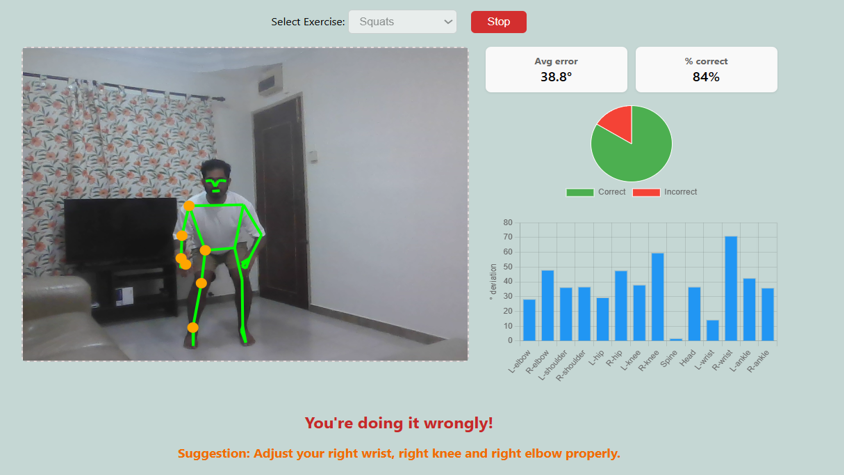 Select Exercise: Squats Stop
Avg error
38.8°
% correct
84%
Correct Incorrect
80
70
60
50
40
30
20
10
0
° deviation
L-elbow
R-elbow
L-shoulder
R-shoulder
L-hip
R-hip
L-knee
R-knee
Spine
Head
L-wrist
R-wrist
L-ankle
R-ankle
You're doing it wrongly!
Suggestion: Adjust your right wrist, right knee and right elbow properly.